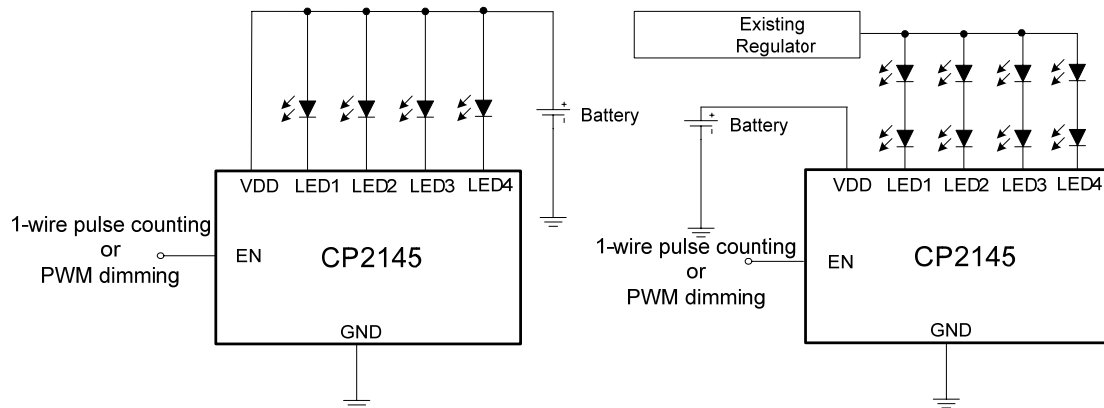 Battery
VDD LED1 LED2 LED3 LED4
1-wire pulse counting
or
PWM dimming
EN
CP2145
GND
Existing
Regulator
Battery
VDD LED1 LED2 LED3 LED4
1-wire pulse counting
or
PWM dimming
EN
CP2145
GND